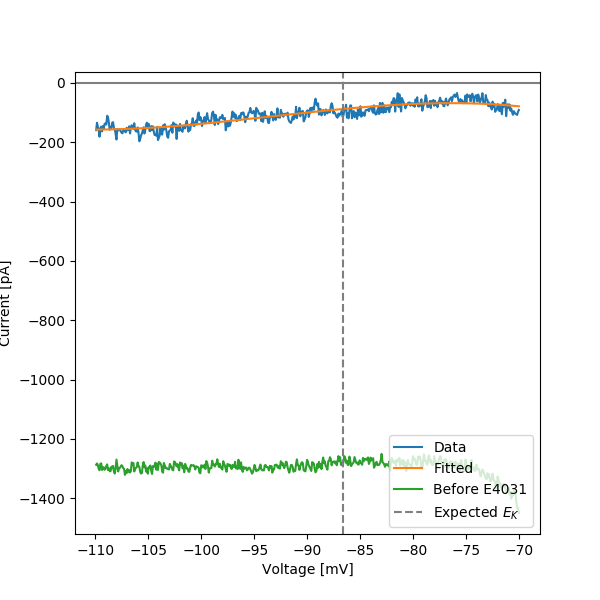 0
−200
−400
−600
−800
−1000
−1200
−1400
Current [pA]
−110
−105
−100
−95
−90
−85
−80
−75
−70
Voltage [mV]
Data
Fitted
Before E4031
Expected E_K